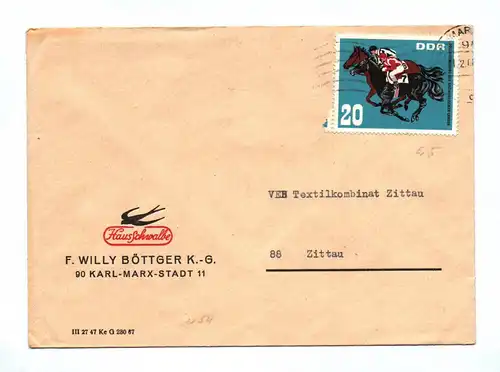 DDR
20
VEB Textilkombinat Zittau
88 Zittau
Hausschwalbe
F. WILLY BÖTTGER K.-G.
90 KARL-MARX-STADT 11
III 27 47 Ke G 280 67